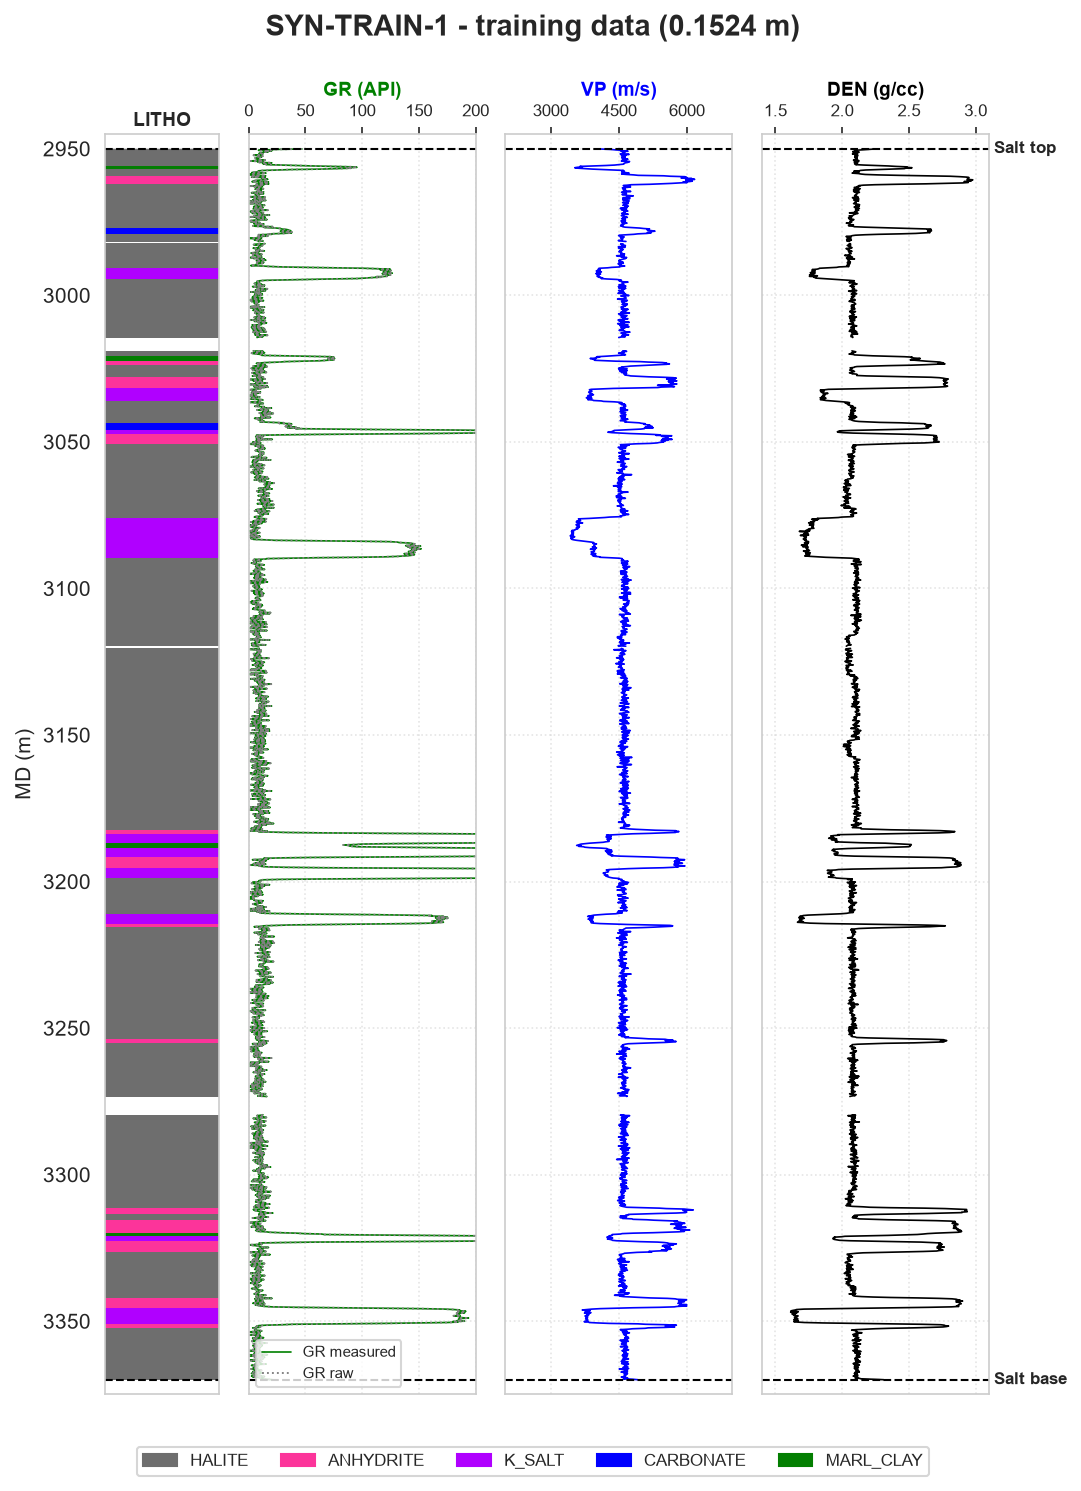 SYN-TRAIN-1 - training data (0.1524 m)
LITHO
GR (API)
VP (m/s)
DEN (g/cc)
0 50 100 150 200
3000 4500 6000
1.5 2.0 2.5 3.0
MD (m)
2950
3000
3050
3100
3150
3200
3250
3300
3350
Salt top
Salt base
GR measured
GR raw
HALITE ANHYDRITE K_SALT CARBONATE MARL_CLAY